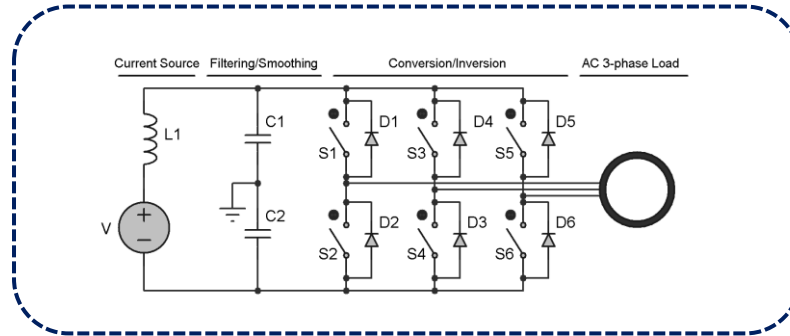 Current Source Filtering/Smoothing Conversion/Inversion AC 3-phase Load
L1 C1 D1 D4 D5
S1 S3 S5
V + − C2 D2 D3 D6
S2 S4 S6